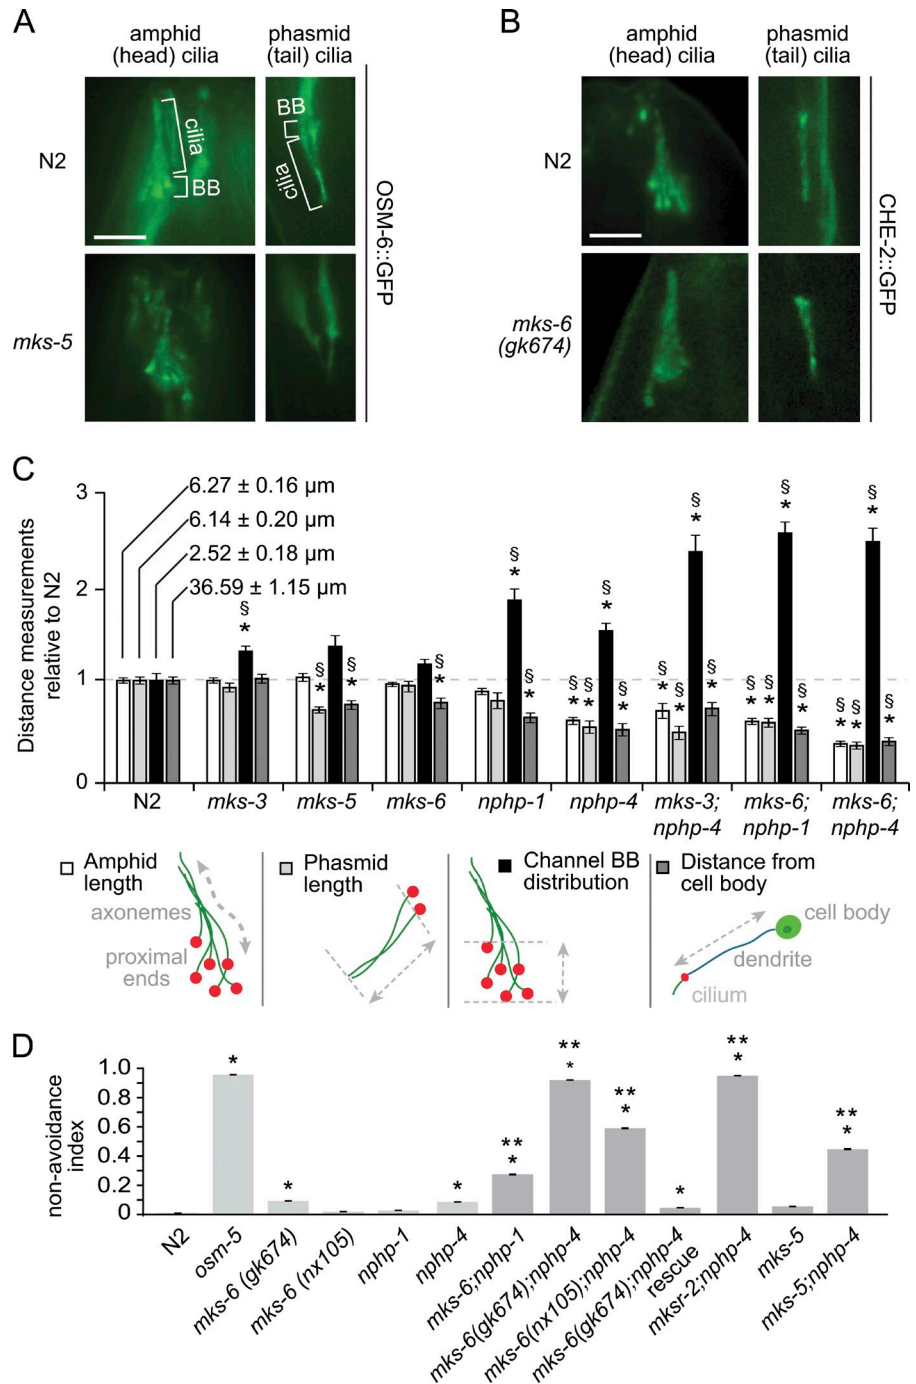 A
amphid
(head) cilia
phasmid
(tail) cilia
N2
cilia
BB
BB
cilia
mks-5
OSM-6::GFP
B
amphid
(head) cilia
phasmid
(tail) cilia
N2
mks-6
(gk674)
CHE-2::GFP
C
Distance measurements
relative to N2
3
2
1
0
6.27 ± 0.16 µm
6.14 ± 0.20 µm
2.52 ± 0.18 µm
36.59 ± 1.15 µm
§
*
§
*
§
*
§
*
§
*
§
*
§
*
§
*
§
*
§
*
§
*
§
*
§
*
§
*
§
*
§
*
§
*
§
*
§
*
§
*
§
*
§
*
§
*
N2
mks-3
mks-5
mks-6
nphp-1
nphp-4
mks-3;
nphp-4
mks-6;
nphp-1
mks-6;
nphp-4
Amphid
length
axonemes
proximal
ends
Phasmid
length
Channel BB
distribution
Distance from
cell body
cell body
dendrite
cilium
D
non-avoidance
index
1.0
0.8
0.6
0.4
0.2
0
*
*
*
**
*
**
*
**
*
*
**
*
**
*
N2
osm-5
mks-6 (gk674)
mks-6 (nx105)
nphp-1
nphp-4
mks-6;nphp-1
mks-6(gk674);nphp-4
mks-6(nx105);nphp-4
mks-6(gk674);nphp-4
rescue
mksr-2;nphp-4
mks-5
mks-5;nphp-4